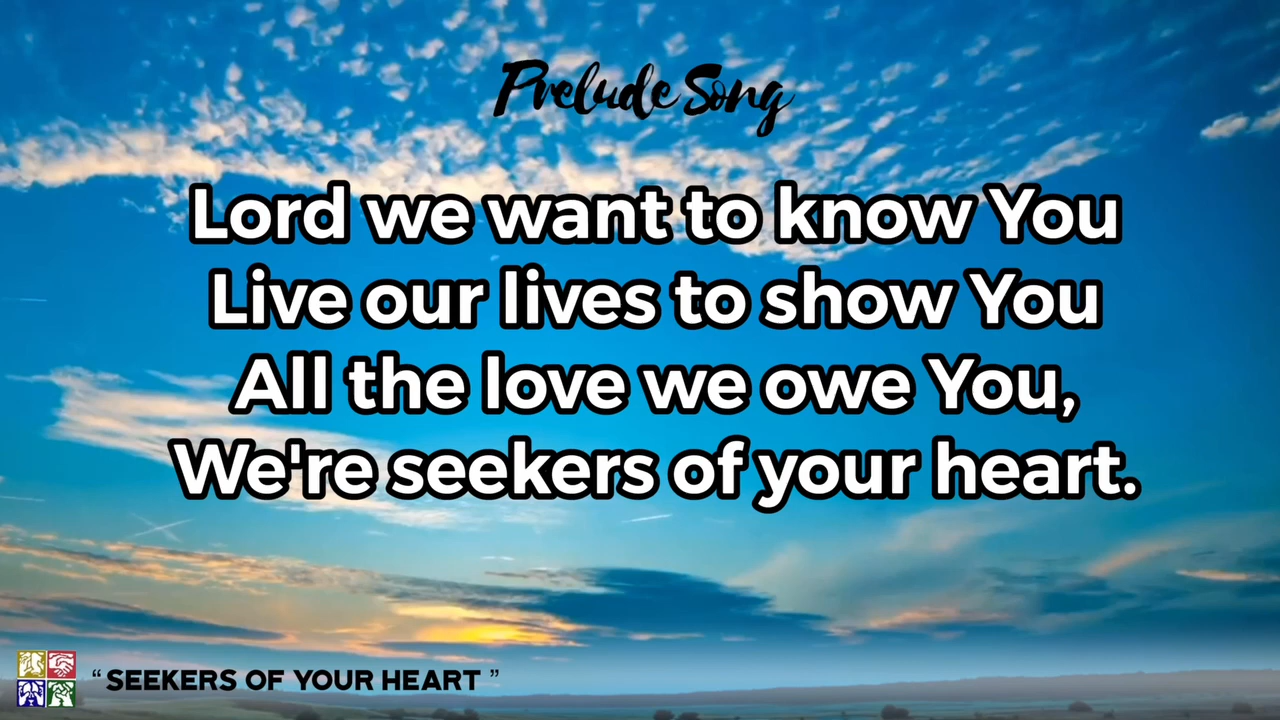 Prelude Song
Lord we want to know You
Live our lives to show You
All the love we owe You,
We're seekers of your heart.
“ SEEKERS OF YOUR HEART ”